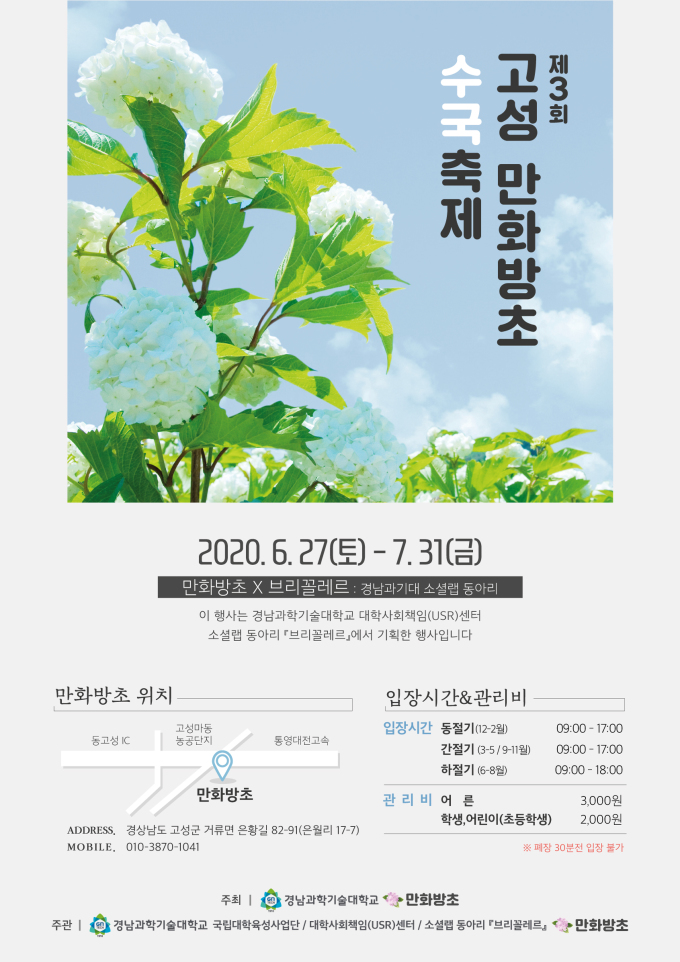 제3회
고성 만화방초
수국축제
2020. 6. 27(토) - 7. 31(금)
만화방초 X 브리꼴레르 : 경남과기대 소셜랩 동아리
이 행사는 경남과학기술대학교 대학사회책임(USR)센터
소셜랩 동아리 『브리꼴레르』에서 기획한 행사입니다
만화방초 위치
동고성 IC
고성마동
농공단지
통영대전고속
만화방초
ADDRESS. 경상남도 고성군 거류면 은황길 82-91(은월리 17-7)
MOBILE. 010-3870-1041
입장시간&관리비
입장시간 동절기(12-2월) 09:00 - 17:00
간절기 (3-5 / 9-11월) 09:00 - 17:00
하절기 (6-8월) 09:00 - 18:00
관 리 비 어 른 3,000원
학생,어린이(초등학생) 2,000원
※ 폐장 30분전 입장 불가
주최 | 경남과학기술대학교 만화방초
주관 | 경남과학기술대학교 국립대학육성사업단 / 대학사회책임(USR)센터 / 소셜랩 동아리 『브리꼴레르』 만화방초